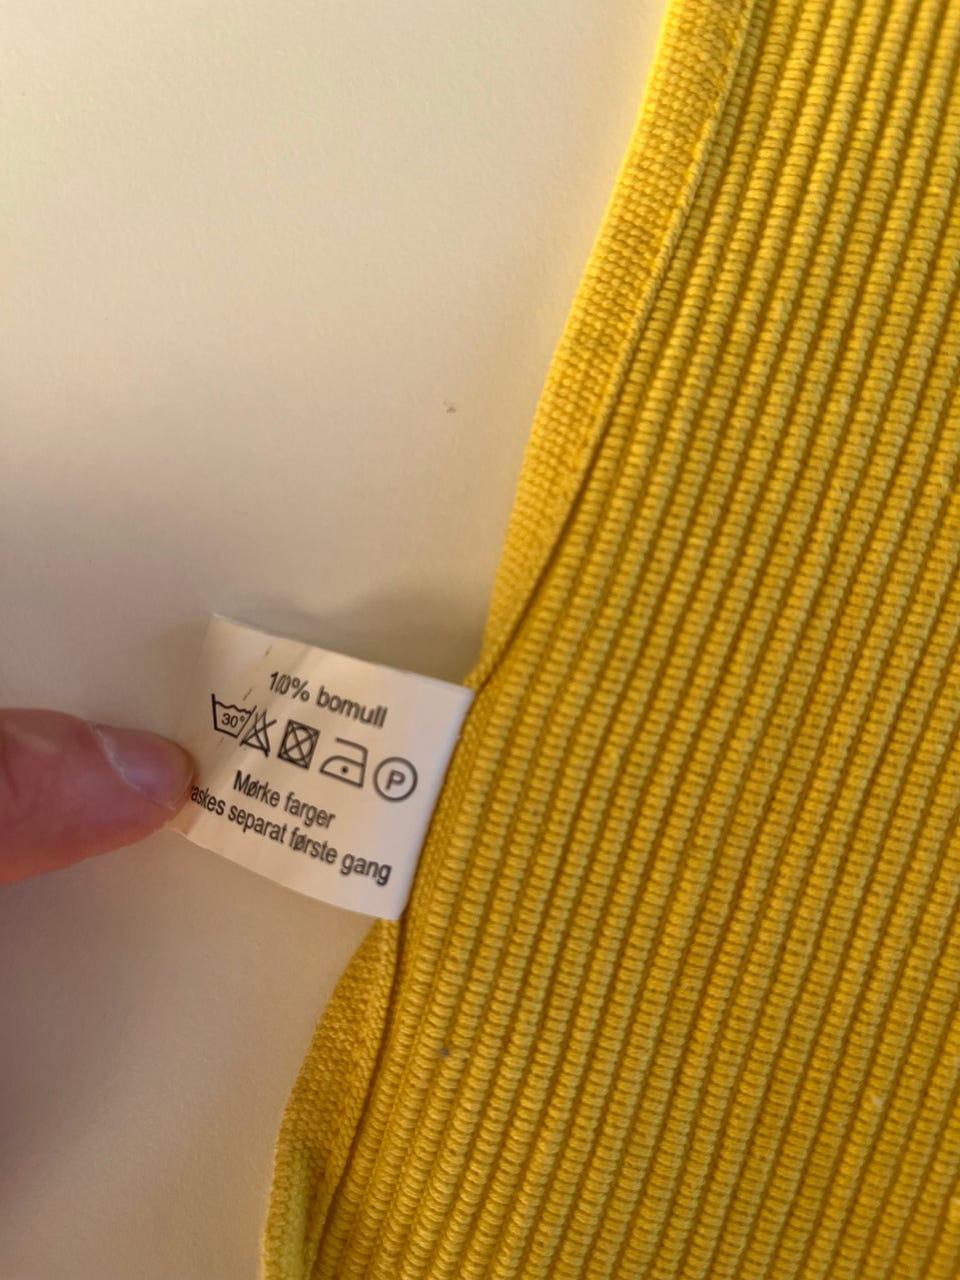 100% bomull
30° P
Mørke farger
separat første gang